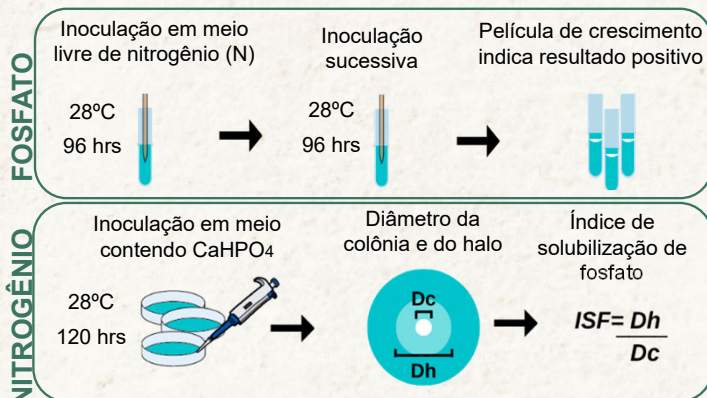 FOSFATO
Inoculação em meio
livre de nitrogênio (N)
28ºC
96 hrs
Inoculação
sucessiva
28ºC
96 hrs
Película de crescimento
indica resultado positivo
NITROGÊNIO
Inoculação em meio
contendo CaHPO4
28ºC
120 hrs
Diâmetro da
colônia e do halo
Dc
Dh
Índice de
solubilização de
fosfato
ISF= Dh
Dc